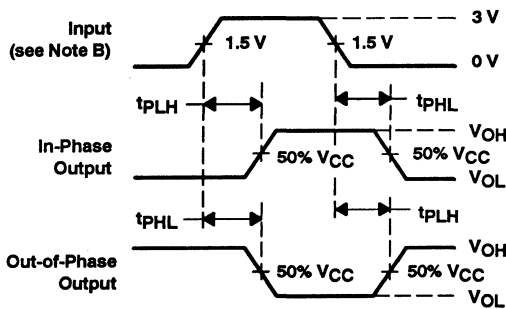 Input
(see Note B)
1.5 V
1.5 V
3 V
0 V
tPLH
tPHL
In-Phase
Output
50% VCC
50% VCC
VOH
VOL
tPHL
tPLH
Out-of-Phase
Output
50% VCC
50% VCC
VOH
VOL